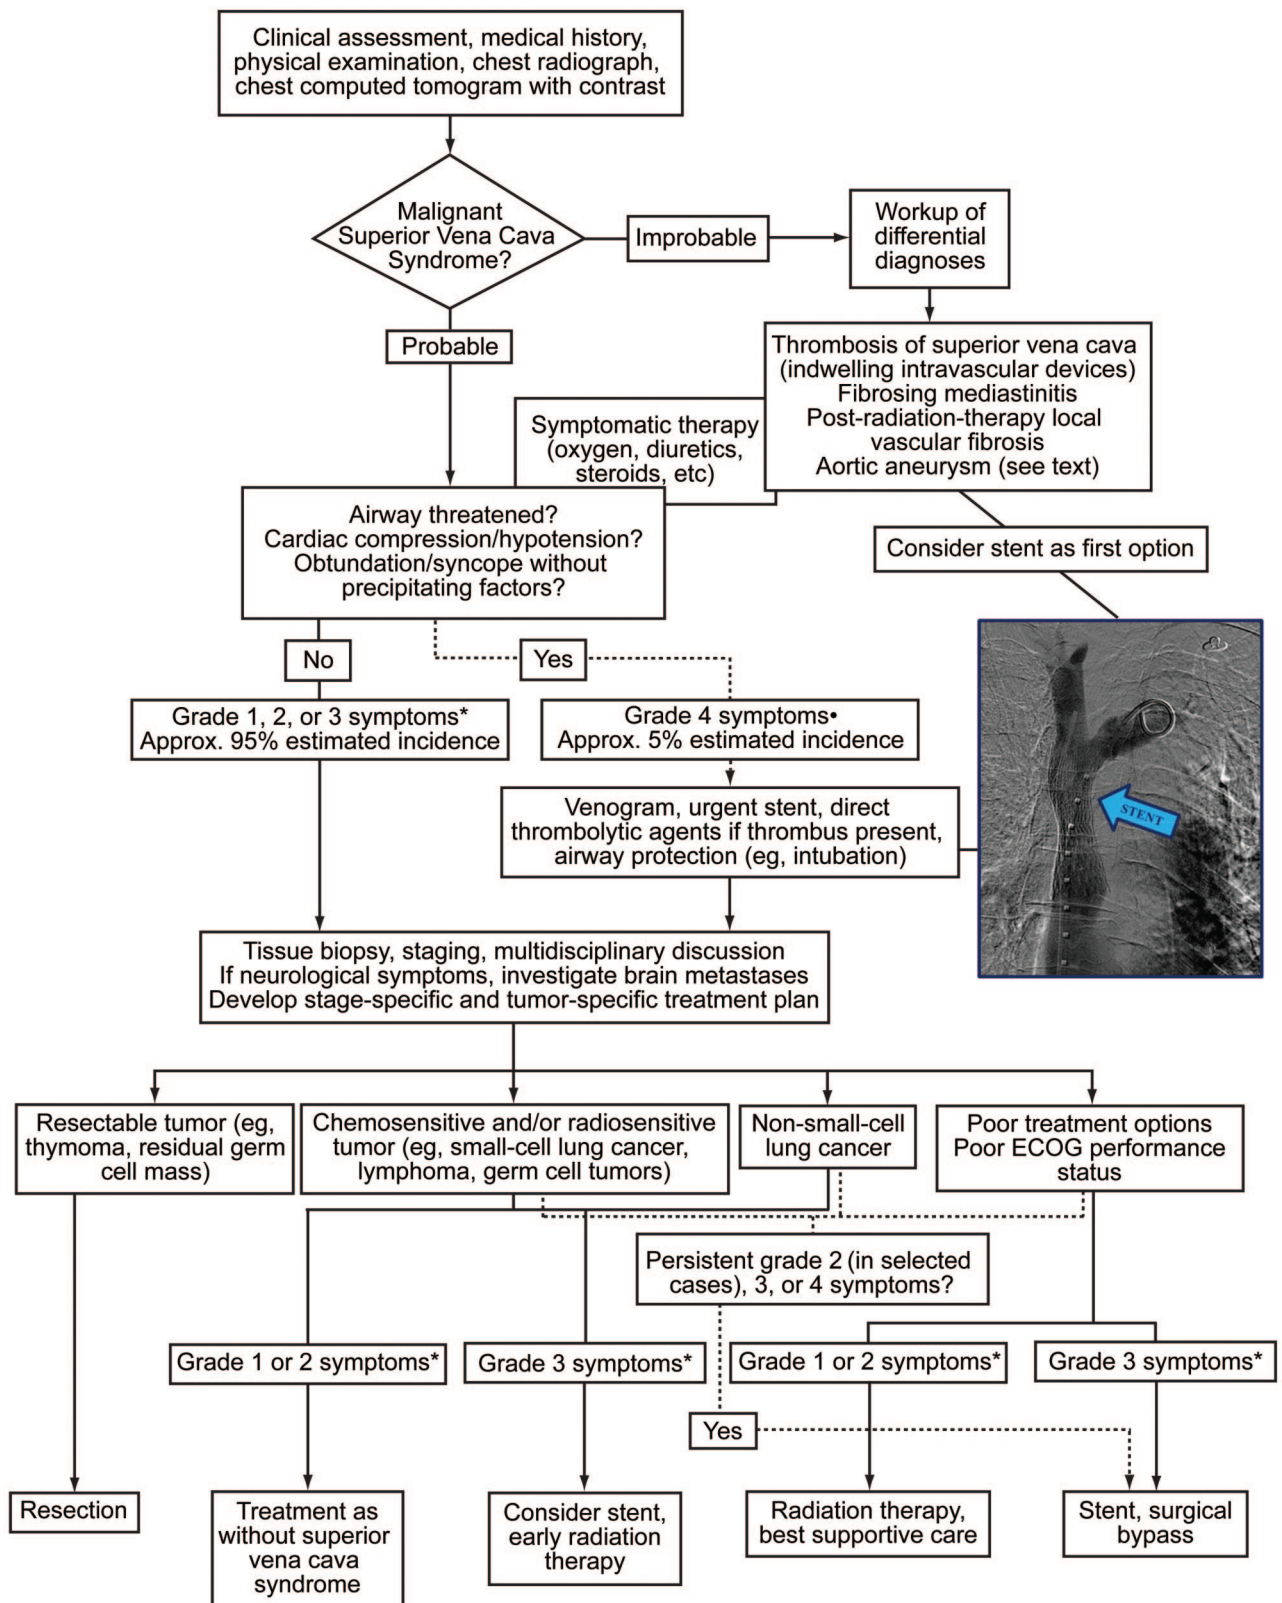 Clinical assessment, medical history,
physical examination, chest radiograph,
chest computed tomogram with contrast
Malignant
Superior Vena Cava
Syndrome?
Improbable
Workup of
differential
diagnoses
Probable
Thrombosis of superior vena cava
(indwelling intravascular devices)
Fibrosing mediastinitis
Post-radiation-therapy local
vascular fibrosis
Aortic aneurysm (see text)
Symptomatic therapy
(oxygen, diuretics,
steroids, etc)
Airway threatened?
Cardiac compression/hypotension?
Obtundation/syncope without
precipitating factors?
Consider stent as first option
No
Yes
Grade 1, 2, or 3 symptoms*
Approx. 95% estimated incidence
Grade 4 symptoms•
Approx. 5% estimated incidence
Venogram, urgent stent, direct
thrombolytic agents if thrombus present,
airway protection (eg, intubation)
STENT
Tissue biopsy, staging, multidisciplinary discussion
If neurological symptoms, investigate brain metastases
Develop stage-specific and tumor-specific treatment plan
Resectable tumor (eg,
thymoma, residual germ
cell mass)
Chemosensitive and/or radiosensitive
tumor (eg, small-cell lung cancer,
lymphoma, germ cell tumors)
Non-small-cell
lung cancer
Poor treatment options
Poor ECOG performance
status
Persistent grade 2 (in selected
cases), 3, or 4 symptoms?
Grade 1 or 2 symptoms*
Grade 3 symptoms*
Grade 1 or 2 symptoms*
Grade 3 symptoms*
Yes
Resection
Treatment as
without superior
vena cava
syndrome
Consider stent,
early radiation
therapy
Radiation therapy,
best supportive care
Stent, surgical
bypass